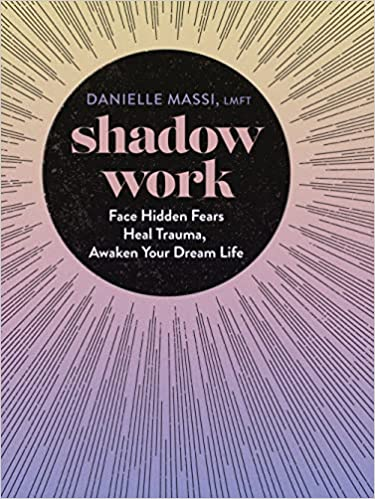 DANIELLE MASSI, LMFT
shadow
work
Face Hidden Fears
Heal Trauma,
Awaken Your Dream Life